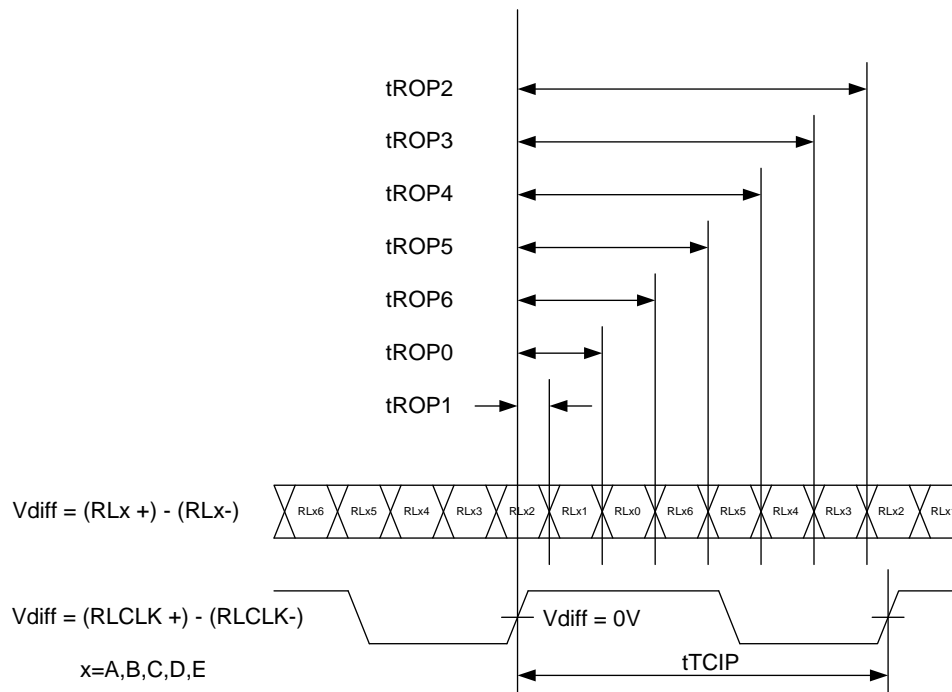 tROP2
tROP3
tROP4
tROP5
tROP6
tROP0
tROP1
Vdiff = (RLx +) - (RLx-)
RLx6 RLx5 RLx4 RLx3 RLx2 RLx1 RLx0 RLx6 RLx5 RLx4 RLx3 RLx2 RLx
Vdiff = (RLCLK +) - (RLCLK-)
Vdiff = 0V
x=A,B,C,D,E
tTCIP